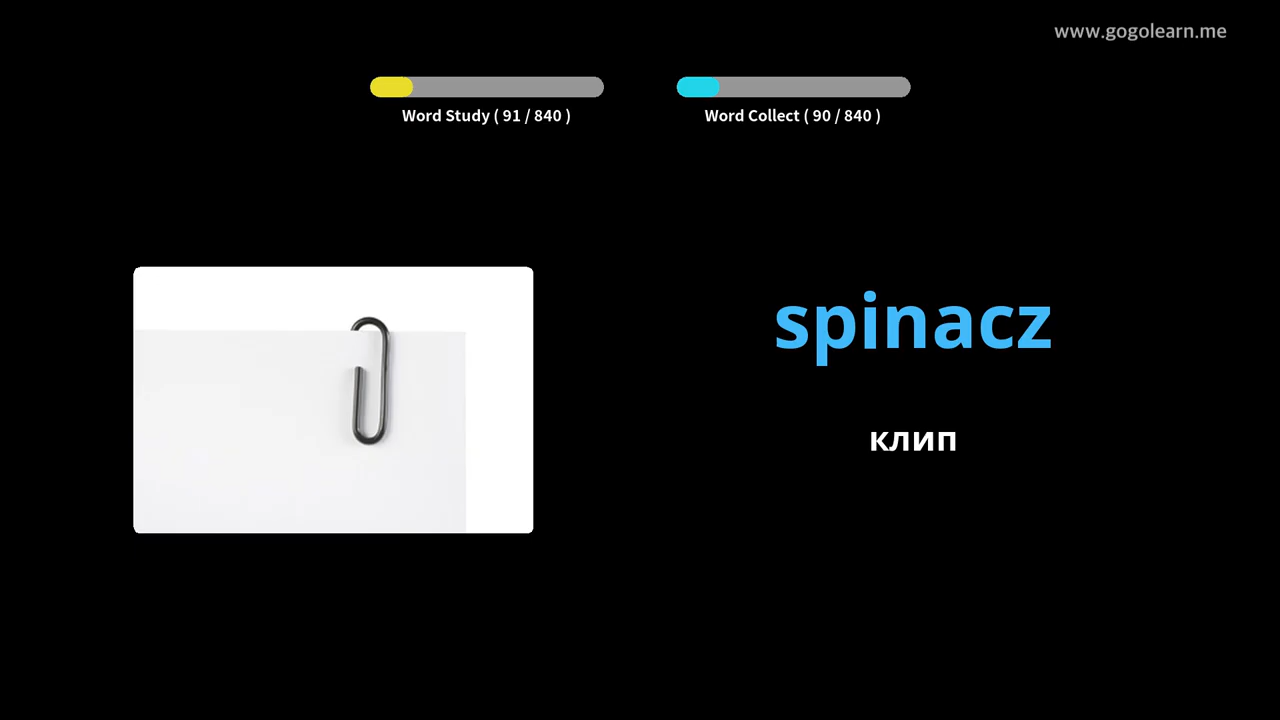 www.gogolearn.me
Word Study ( 91 / 840 )
Word Collect ( 90 / 840 )
spinacz
клип